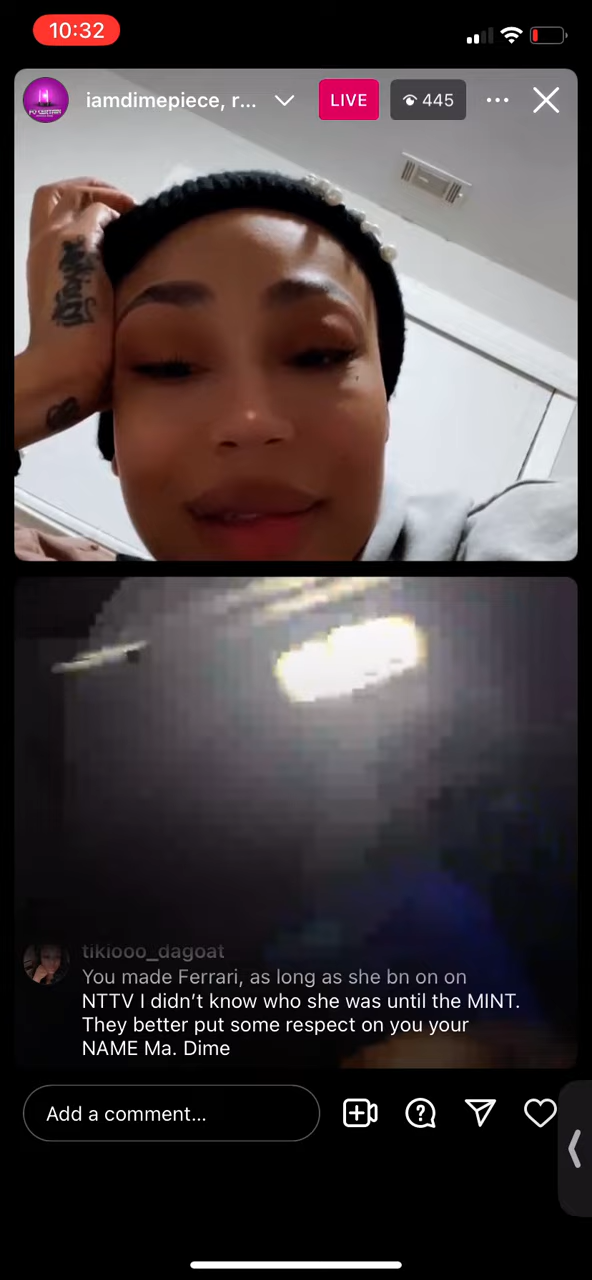 10:32
iamdimepiece, r...
LIVE
445
tikiooo_dagoat
You made Ferrari, as long as she bn on on
NTTV I didn’t know who she was until the MINT.
They better put some respect on you your
NAME Ma. Dime
Add a comment...